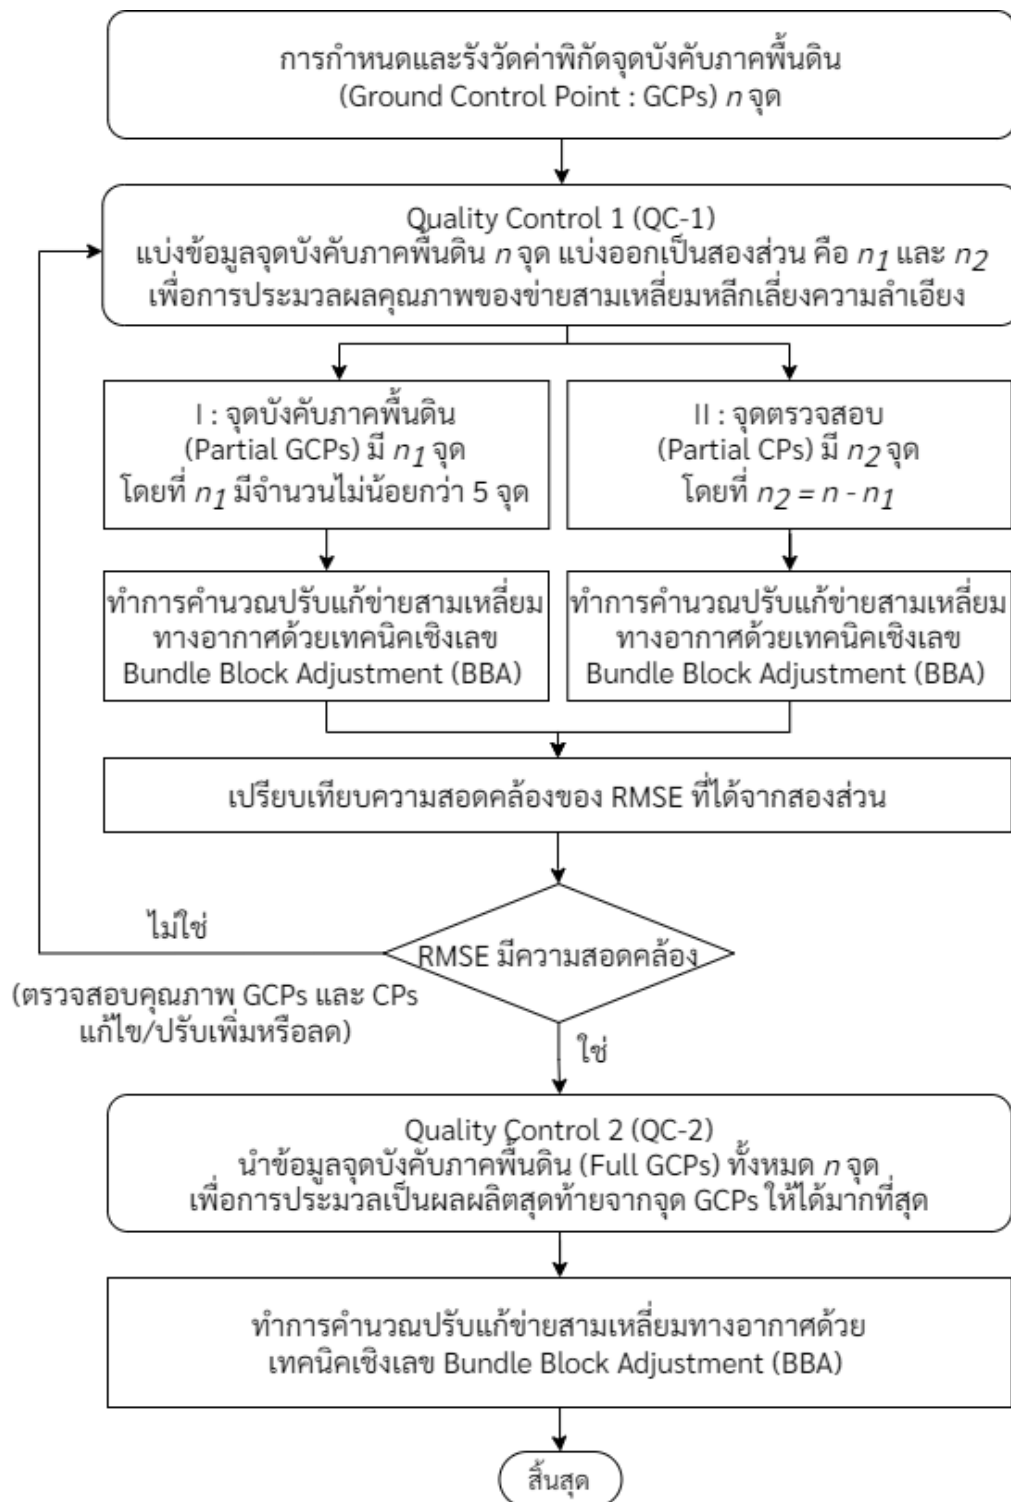 การกำหนดและรังวัดค่าพิกัดจุดบังคับภาคพื้นดิน
(Ground Control Point : GCPs) n จุด
Quality Control 1 (QC-1)
แบ่งข้อมูลจุดบังคับภาคพื้นดิน n จุด แบ่งออกเป็นสองส่วน คือ n1 และ n2
เพื่อการประมวลผลคุณภาพของข่ายสามเหลี่ยมหลีกเลี่ยงความลำเอียง
I : จุดบังคับภาคพื้นดิน
(Partial GCPs) มี n1 จุด
โดยที่ n1 มีจำนวนไม่น้อยกว่า 5 จุด
II : จุดตรวจสอบ
(Partial CPs) มี n2 จุด
โดยที่ n2 = n - n1
ทำการคำนวณปรับแก้ข่ายสามเหลี่ยม
ทางอากาศด้วยเทคนิคเชิงเลข
Bundle Block Adjustment (BBA)
ทำการคำนวณปรับแก้ข่ายสามเหลี่ยม
ทางอากาศด้วยเทคนิคเชิงเลข
Bundle Block Adjustment (BBA)
เปรียบเทียบความสอดคล้องของ RMSE ที่ได้จากสองส่วน
RMSE มีความสอดคล้อง
ไม่ใช่
(ตรวจสอบคุณภาพ GCPs และ CPs
แก้ไข/ปรับเพิ่มหรือลด)
ใช่
Quality Control 2 (QC-2)
นำข้อมูลจุดบังคับภาคพื้นดิน (Full GCPs) ทั้งหมด n จุด
เพื่อการประมวลเป็นผลผลิตสุดท้ายจากจุด GCPs ให้ได้มากที่สุด
ทำการคำนวณปรับแก้ข่ายสามเหลี่ยมทางอากาศด้วย
เทคนิคเชิงเลข Bundle Block Adjustment (BBA)
สิ้นสุด